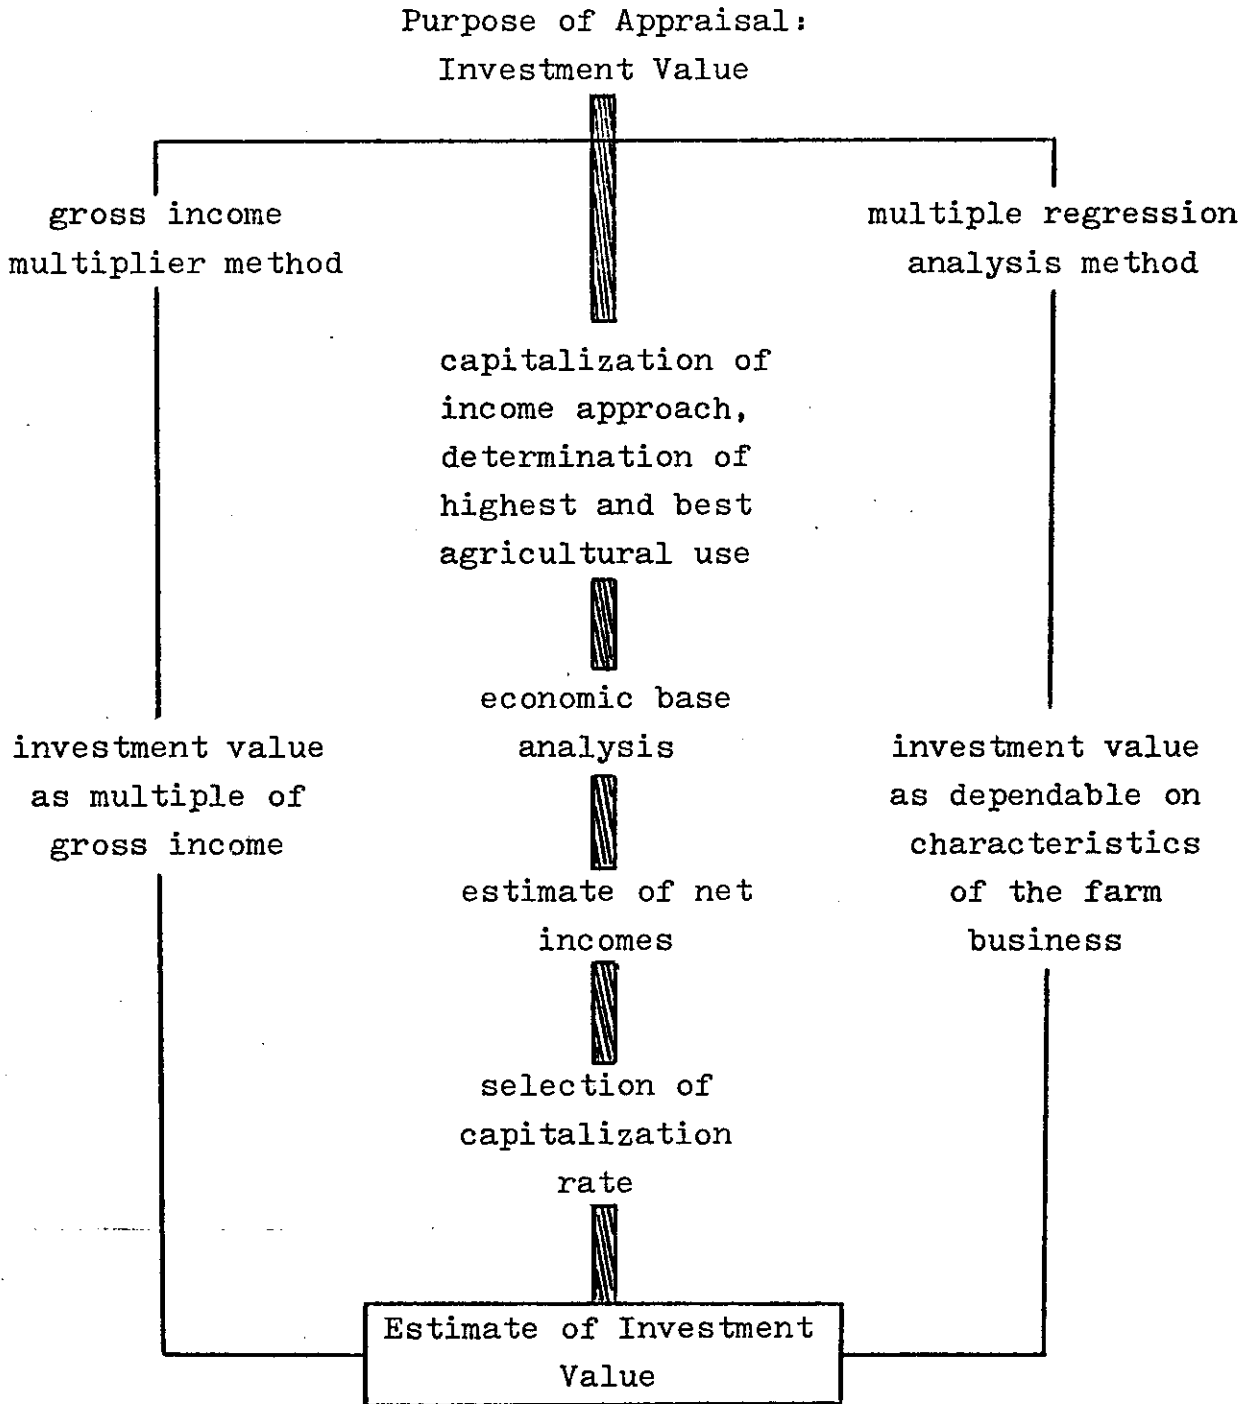 Purpose of Appraisal:
Investment Value
gross income
multiplier method
multiple regression
analysis method
capitalization of
income approach,
determination of
highest and best
agricultural use
economic base
analysis
investment value
as multiple of
gross income
investment value
as dependable on
characteristics
of the farm
business
estimate of net
incomes
selection of
capitalization
rate
Estimate of Investment
Value